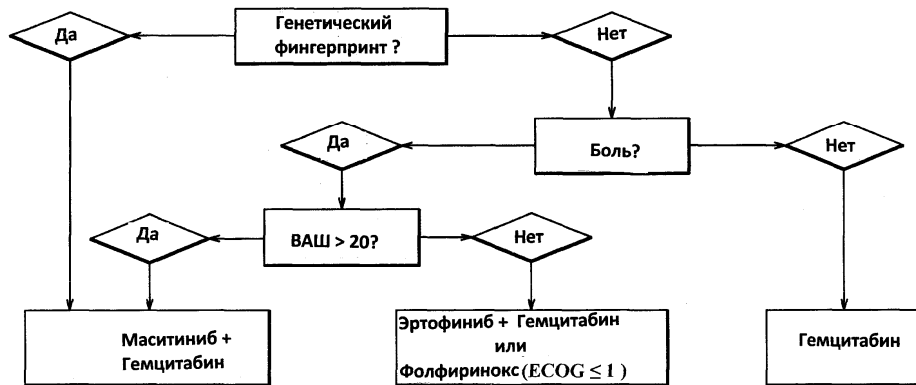 Генетический
фингерпринт ?
Да
Нет
Боль?
Да
Нет
ВАШ > 20?
Да
Нет
Маситиниб +
Гемцитабин
Эртофиниб + Гемцитабин
или
Фолфиринокс (ECOG ≤ 1 )
Гемцитабин